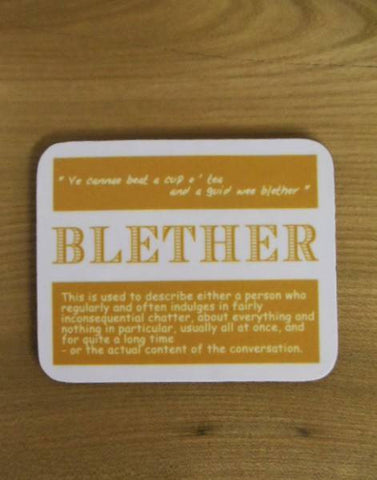 " Ye cannae beat a cup o' tea
and a guid wee blether "
BLETHER
This is used to describe either a person who
regularly and often indulges in fairly
inconsequential chatter, about everything and
nothing in particular, usually all at once, and
for quite a long time
- or the actual content of the conversation.